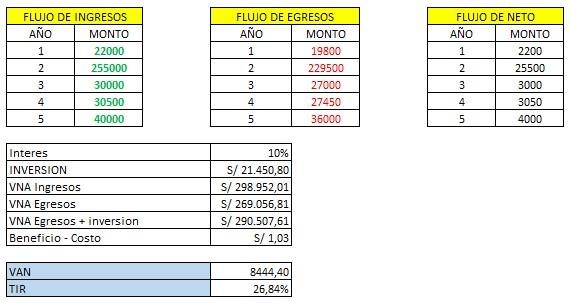 FLUJO DE INGRESOS
AÑO MONTO
1 22000
2 255000
3 30000
4 30500
5 40000
FLUJO DE EGRESOS
AÑO MONTO
1 19800
2 229500
3 27000
4 27450
5 36000
FLUJO DE NETO
AÑO MONTO
1 2200
2 25500
3 3000
4 3050
5 4000
Interes 10%
INVERSION S/ 21.450,80
VNA Ingresos S/ 298.952,01
VNA Egresos S/ 269.056,81
VNA Egresos + inversion S/ 290.507,61
Beneficio - Costo S/ 1,03
VAN 8444,40
TIR 26,84%